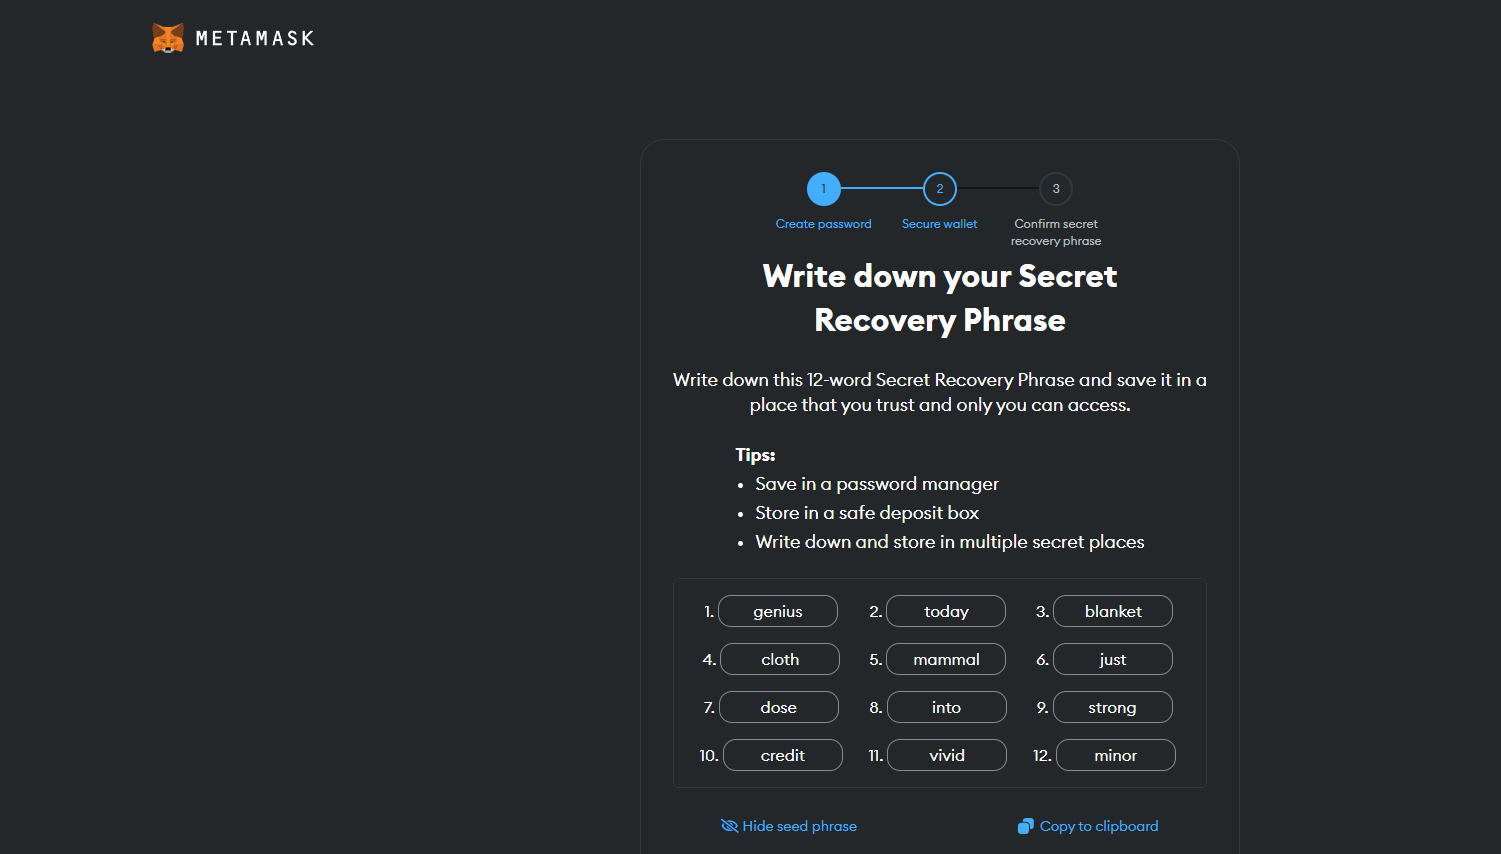 METAMASK
1 2 3
Create password Secure wallet Confirm secret
recovery phrase
Write down your Secret
Recovery Phrase
Write down this 12-word Secret Recovery Phrase and save it in a
place that you trust and only you can access.
Tips:
• Save in a password manager
• Store in a safe deposit box
• Write down and store in multiple secret places
1. genius 2. today 3. blanket
4. cloth 5. mammal 6. just
7. dose 8. into 9. strong
10. credit 11. vivid 12. minor
Hide seed phrase Copy to clipboard